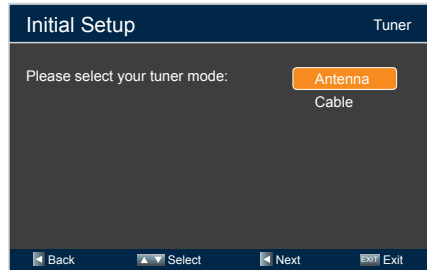 Initial Setup Tuner
Please select your tuner mode: Antenna
Cable
Back Select Next EXIT Exit